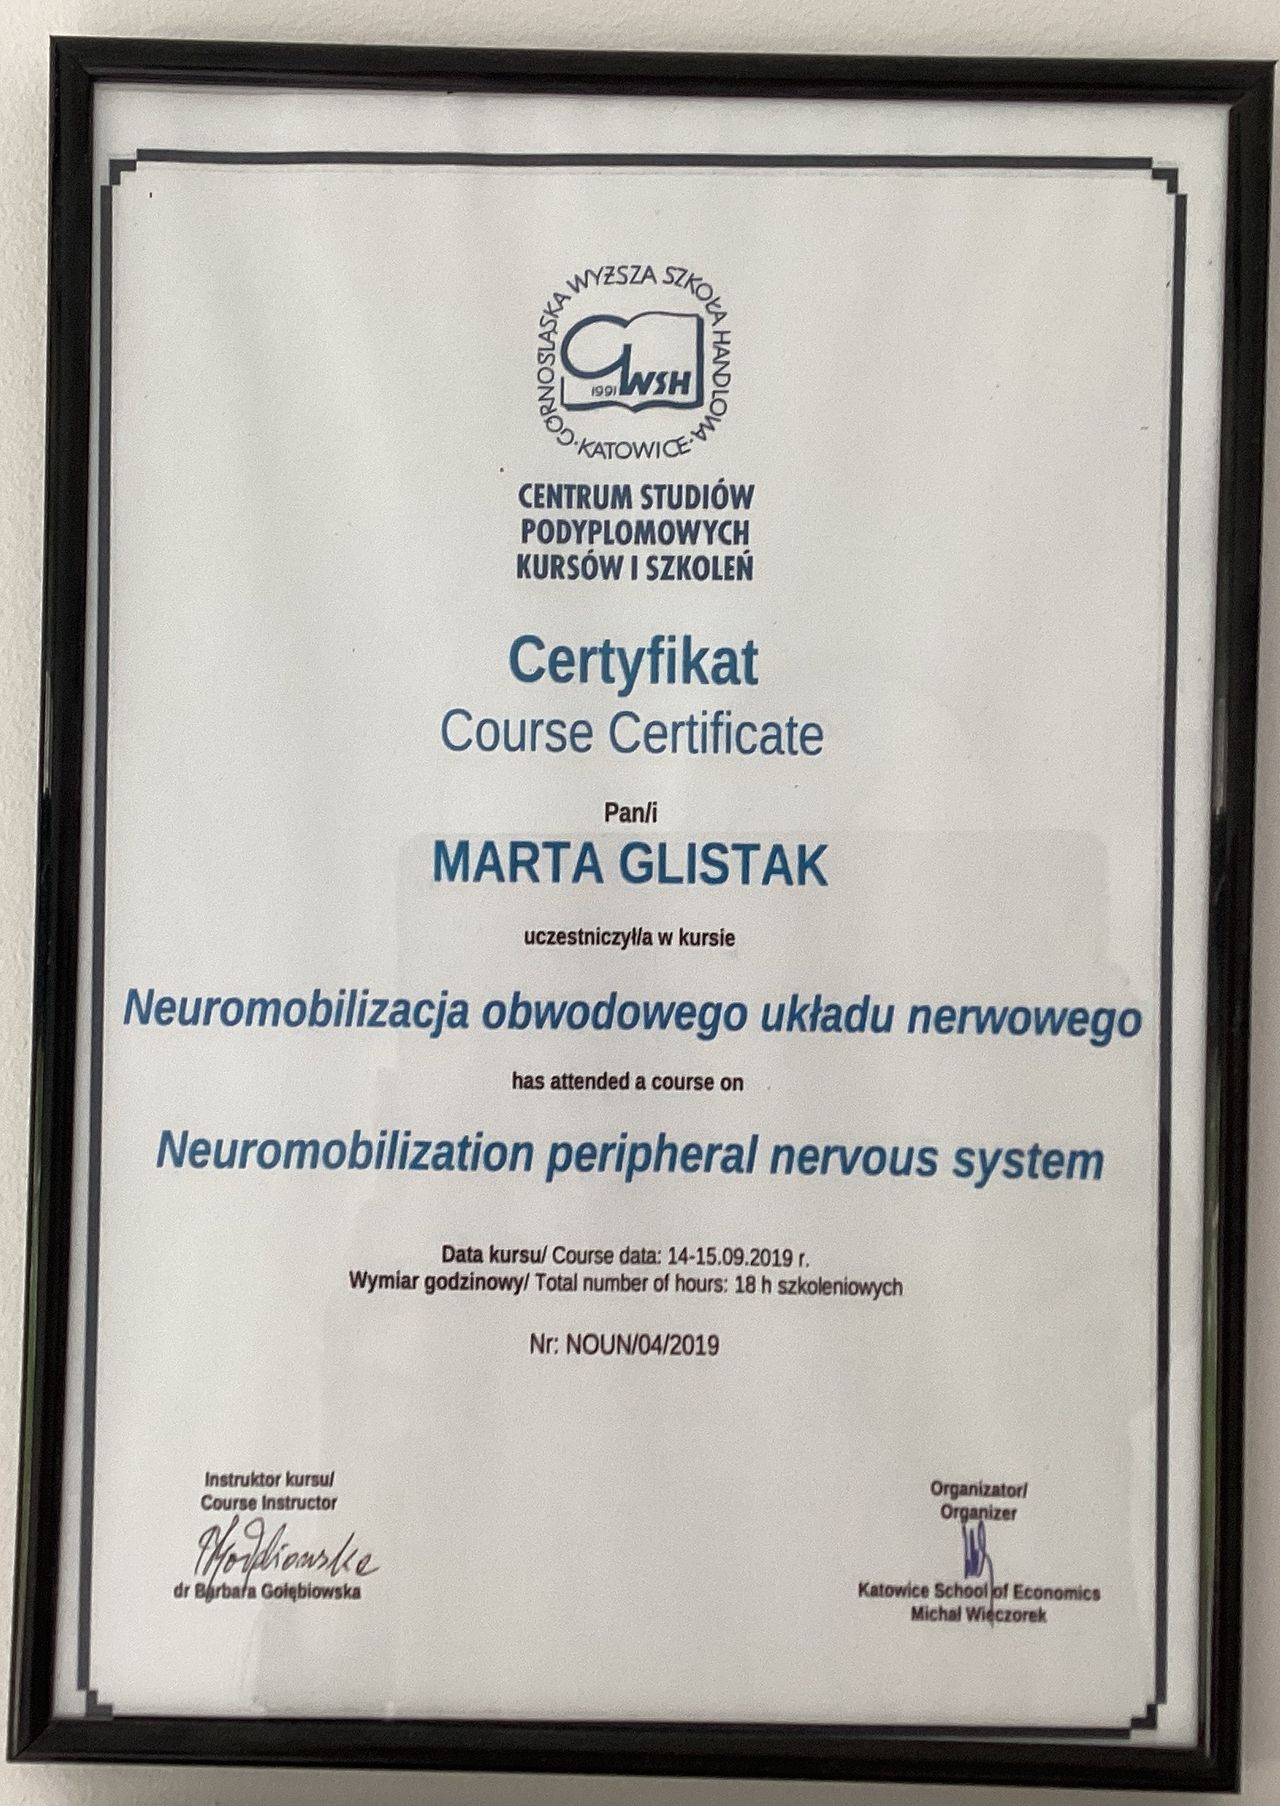 GÓRNOŚLĄSKA WYŻSZA SZKOŁA HANDLOWA
KATOWICE
1991 GWSH
CENTRUM STUDIÓW
PODYPLOMOWYCH
KURSÓW I SZKOLEŃ
Certyfikat
Course Certificate
Pan/i
MARTA GLISTAK
uczestniczył/a w kursie
Neuromobilizacja obwodowego układu nerwowego
has attended a course on
Neuromobilization peripheral nervous system
Data kursu/ Course data: 14-15.09.2019 r.
Wymiar godzinowy/ Total number of hours: 18 h szkoleniowych
Nr: NOUN/04/2019
Instruktor kursu/
Course Instructor
dr Barbara Gołębiowska
Organizator/
Organizer
Katowice School of Economics
Michał Wieczorek